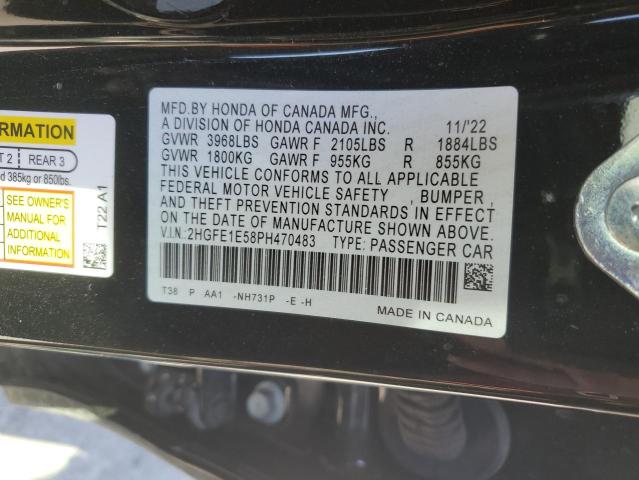 RMATION
T 2 REAR 3
d 385kg or 850lbs.
SEE OWNER'S
MANUAL FOR
ADDITIONAL
INFORMATION
T22 A1
MFD.BY HONDA OF CANADA MFG.,
A DIVISION OF HONDA CANADA INC. 11/'22
GVWR 3968LBS GAWR F 2105LBS R 1884LBS
GVWR 1800KG GAWR F 955KG R 855KG
THIS VEHICLE CONFORMS TO ALL APPLICABLE
FEDERAL MOTOR VEHICLE SAFETY , BUMPER ,
AND THEFT PREVENTION STANDARDS IN EFFECT
ON THE DATE OF MANUFACTURE SHOWN ABOVE.
V.I.N.:2HGFE1E58PH470483 TYPE: PASSENGER CAR
T38 P AA1 -NH731P -E -H
MADE IN CANADA